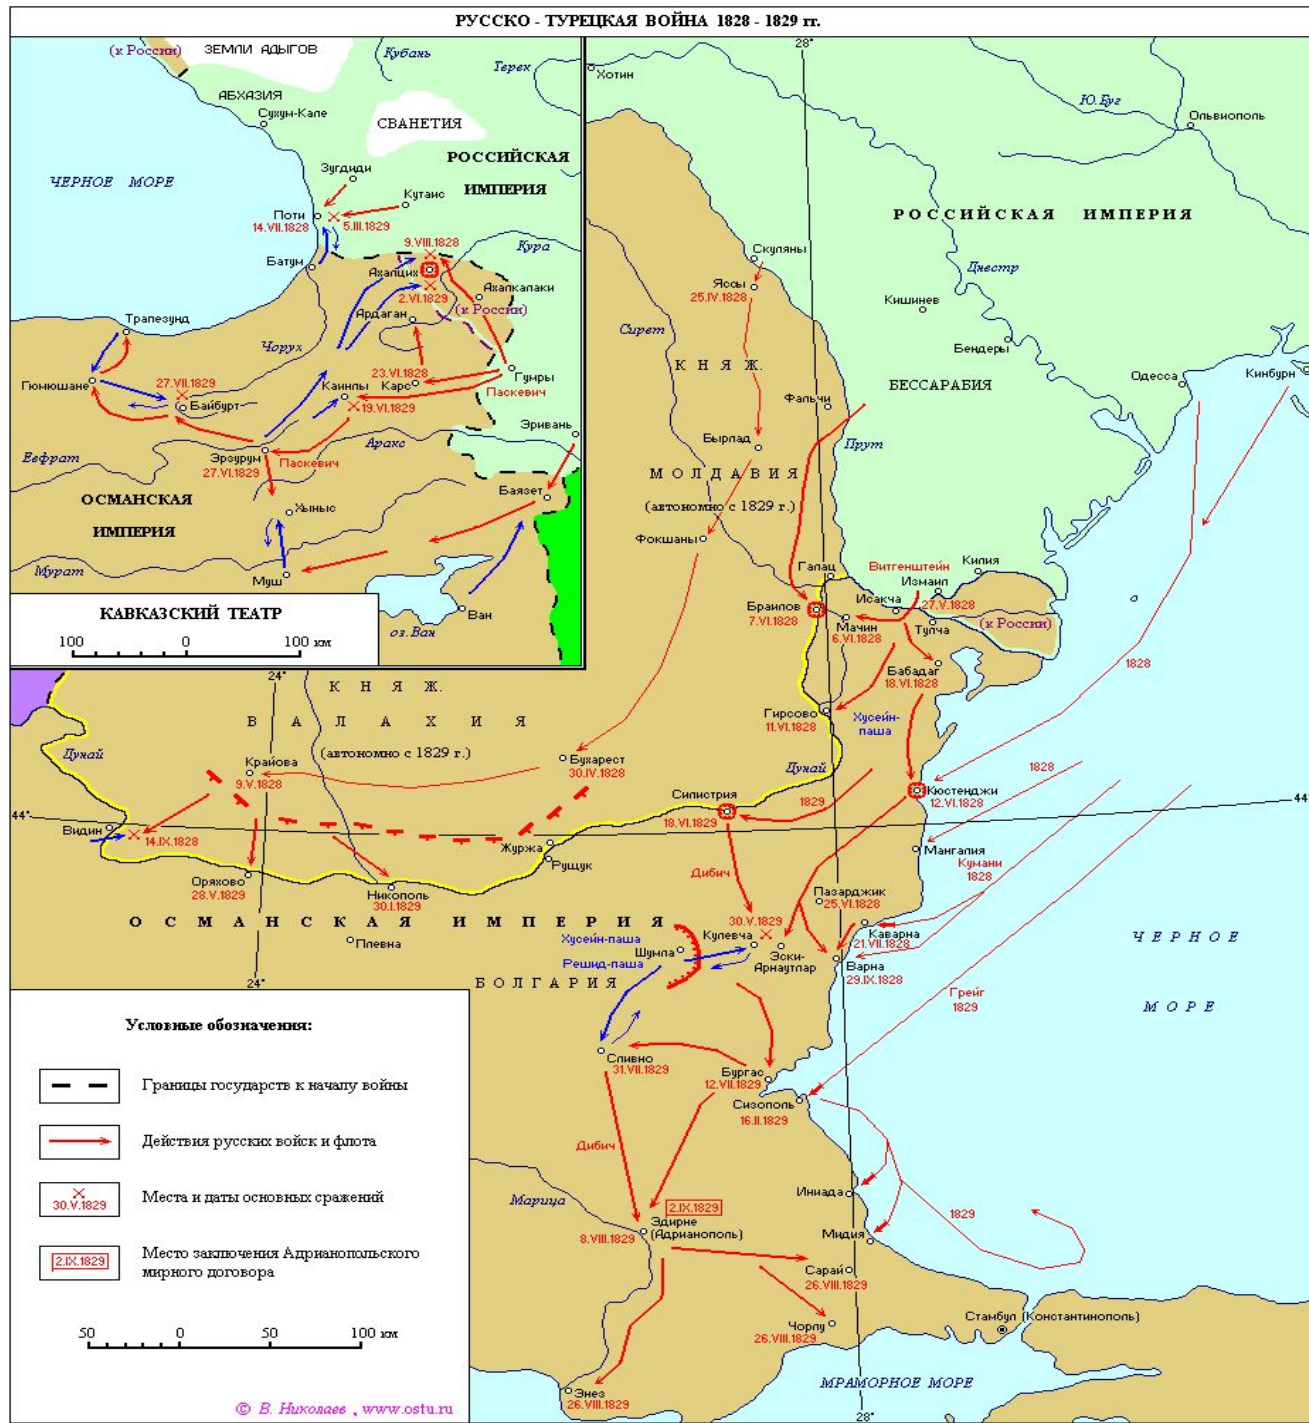 РУССКО - ТУРЕЦКАЯ ВОЙНА 1828 - 1829 гг.
(к России)
ЗЕМЛИ АДЫГОВ
Кубань
Терек
АБХАЗИЯ
Сухум-Кале
СВАНЕТИЯ
ЧЕРНОЕ МОРЕ
Зугдиди
РОССИЙСКАЯ
ИМПЕРИЯ
Кутаис
Поти
14.VII.1828
5.III.1829
9.VIII.1828
Кура
Батум
Ахалцих
2.VI.1829
Ахалкалаки
(к России)
Ардаган
Трапезунд
Чорух
Гюмюшане
27.VII.1829
Байбурт
23.VI.1828
Карс
Гумры
Паскевич
Каинлы
19.VI.1829
Эривань
Аракс
Евфрат
Эрзурум
27.VI.1829
Паскевич
ОСМАНСКАЯ
ИМПЕРИЯ
Баязет
Хыныс
Мурат
Муш
Ван
оз. Ван
КАВКАЗСКИЙ ТЕАТР
100 0 100 км
28°
Хотин
Ю.Буг
Ольвиополь
РОССИЙСКАЯ ИМПЕРИЯ
Скуляны
Днестр
Яссы
25.IV.1828
Кишинев
Сирет
КНЯЖ.
Бендеры
БЕССАРАБИЯ
Одесса
Кинбурн
Фальчи
Бырлад
Прут
МОЛДАВИЯ
(автономно с 1829 г.)
Фокшаны
Галац
Витгенштейн
Килия
Измаил
27.V.1828
Браилов
7.VI.1828
Исакча
Мачин
6.VI.1828
Тулча
(к России)
Бабадаг
18.VI.1828
1828
24°
КНЯЖ.
ВАЛАХИЯ
(автономно с 1829 г.)
Гирсово
11.VI.1828
Хусейн-
паша
Дунай
Крайова
9.V.1828
Бухарест
30.IV.1828
Дунай
1828
Силистрия
18.VI.1829
1829
Кюстенджи
12.VI.1828
44°
44°
Видин
14.IX.1828
Журжа
Рущук
Мангалия
Кумани
1828
Оряхово
28.V.1829
Никополь
30.I.1829
Дибич
Пазарджик
25.VI.1828
ОСМАНСКАЯ ИМПЕРИЯ
Плевна
30.V.1829
Кулевча
Каварна
21.VII.1828
Хусейн-паша
Шумла
Решид-паша
Эски-
Арнаутлар
Варна
29.IX.1828
ЧЕРНОЕ
МОРЕ
24°
БОЛГАРИЯ
Грейг
1829
Сливно
31.VII.1829
Бургас
12.VII.1829
Сизополь
16.II.1829
Дибич
Марица
2.IX.1829
Эдирне
(Адрианополь)
8.VIII.1829
Иниада
1829
Мидия
Сарай
26.VIII.1829
Чорлу
26.VIII.1829
Стамбул (Константинополь)
Энез
26.VIII.1829
МРАМОРНОЕ МОРЕ
28°
Условные обозначения:
Границы государств к началу войны
Действия русских войск и флота
30.V.1829
Места и даты основных сражений
2.IX.1829
Место заключения Адрианопольского
мирного договора
50 0 50 100 км
© В. Николаев , www.ostu.ru